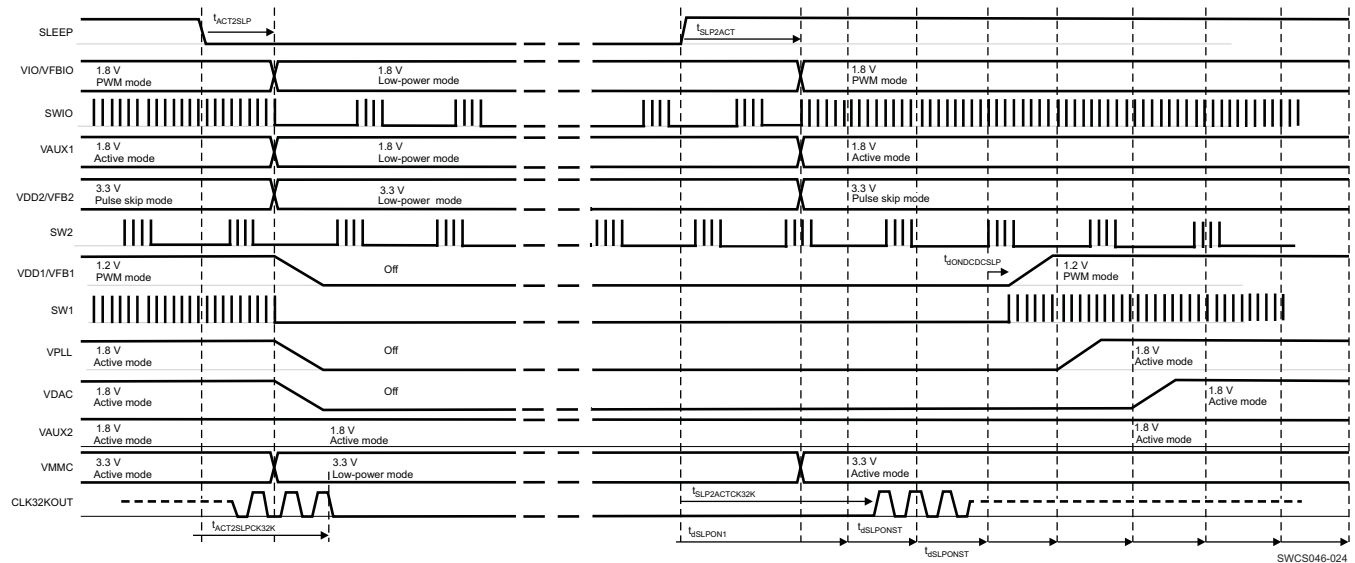 SLEEP
tACT2SLP
tSLP2ACT
VIO/VFBIO
1.8 V
PWM mode
1.8 V
Low-power mode
1.8 V
PWM mode
SWIO
VAUX1
1.8 V
Active mode
1.8 V
Low-power mode
1.8 V
Active mode
VDD2/VFB2
3.3 V
Pulse skip mode
3.3 V
Low-power mode
3.3 V
Pulse skip mode
SW2
VDD1/VFB1
1.2 V
PWM mode
Off
tdONDCDCSLP
1.2 V
PWM mode
SW1
VPLL
1.8 V
Active mode
Off
1.8 V
Active mode
VDAC
1.8 V
Active mode
Off
1.8 V
Active mode
VAUX2
1.8 V
Active mode
1.8 V
Active mode
1.8 V
Active mode
VMMC
3.3 V
Active mode
3.3 V
Low-power mode
3.3 V
Active mode
CLK32KOUT
tACT2SLPCK32K
tSLP2ACTCK32K
tdSLPON1
tdSLPONST
tdSLPONST
SWCS046-024